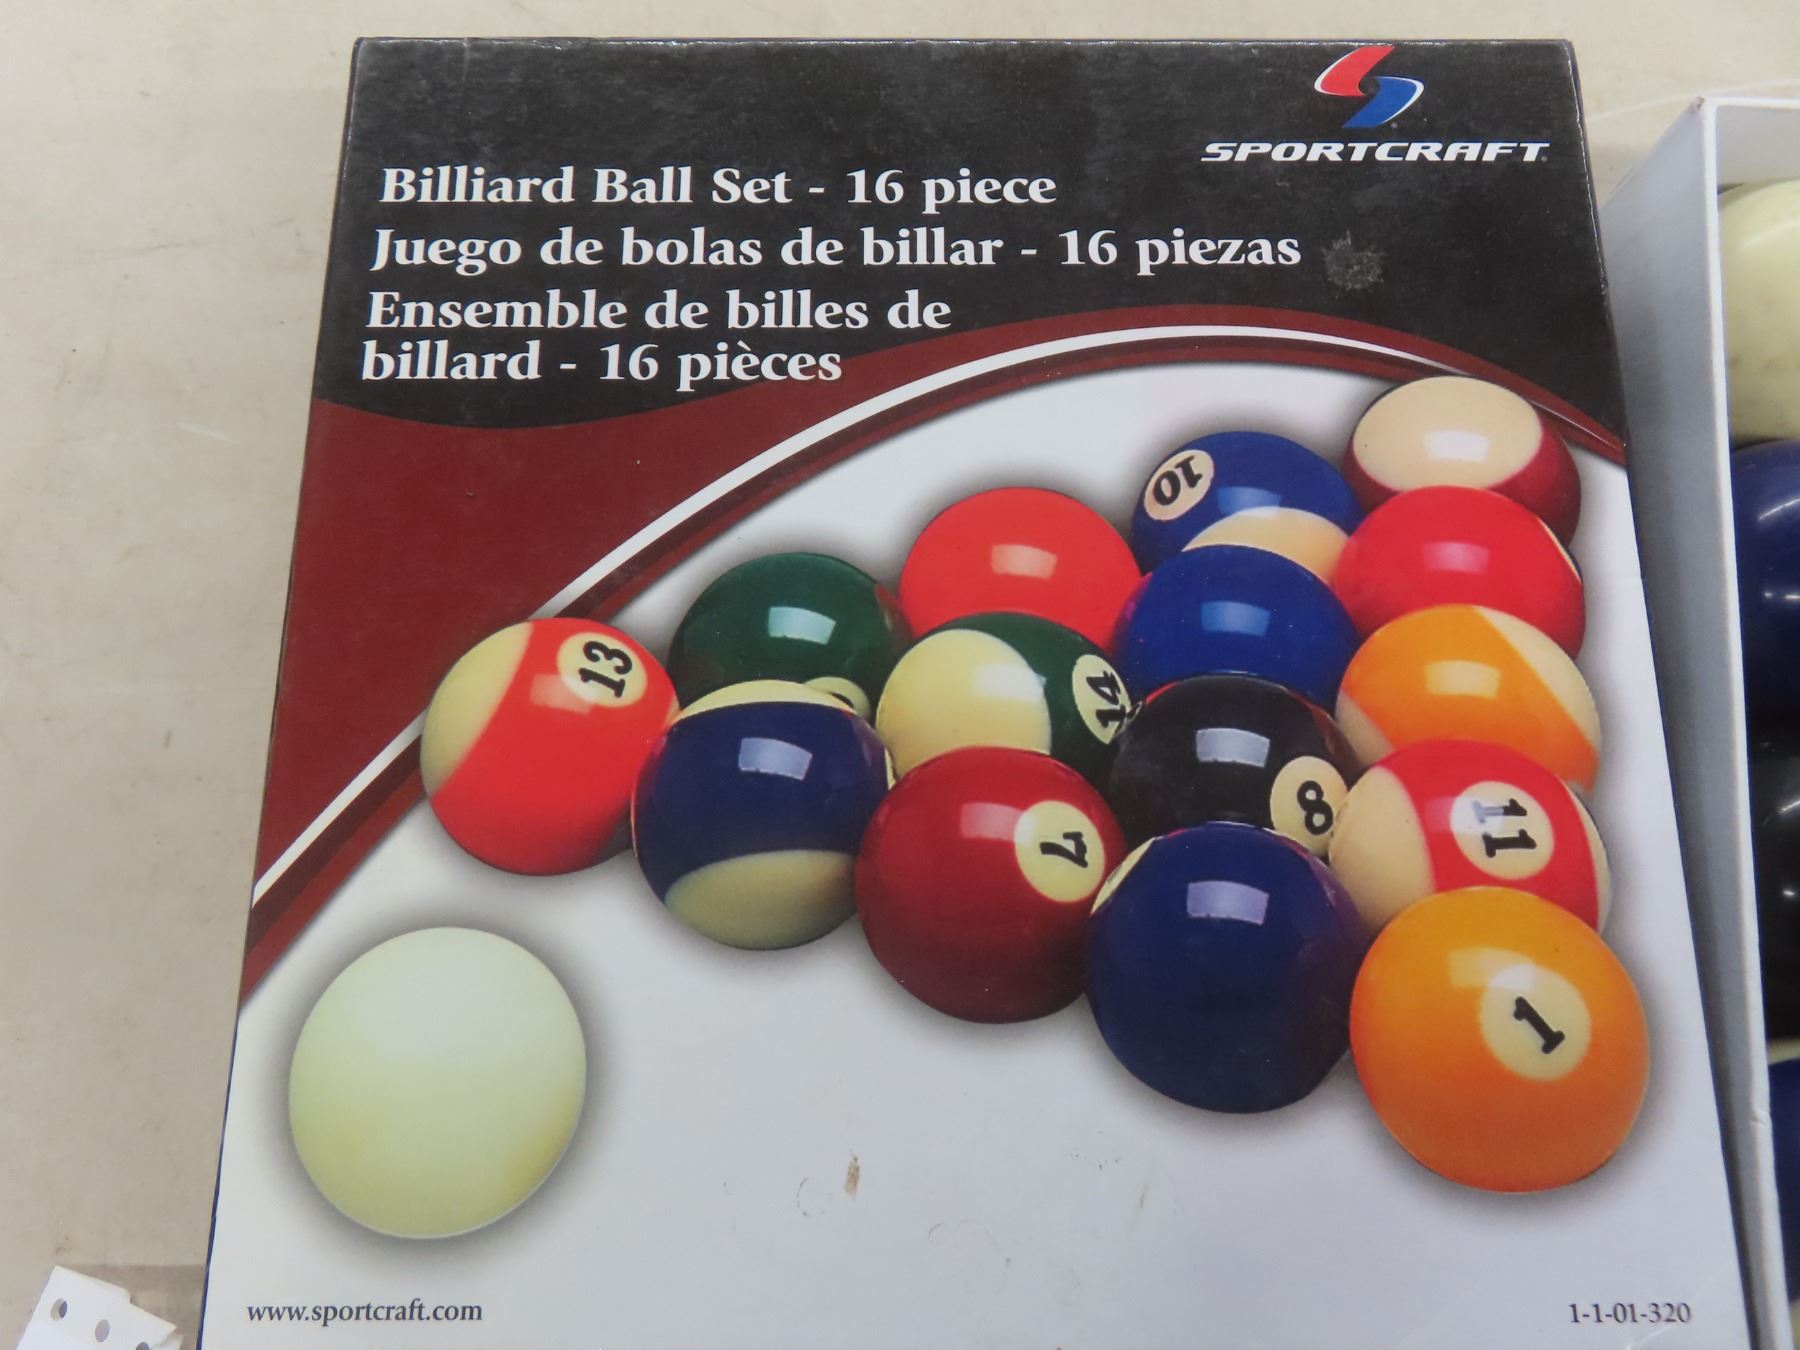 SPORTCRAFT
Billiard Ball Set - 16 piece
Juego de bolas de billar - 16 piezas
Ensemble de billes de
billard - 16 pièces
10
13
14
8
7
11
1
www.sportcraft.com
1-1-01-320